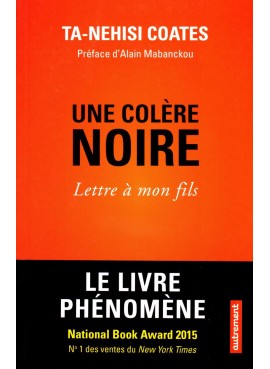 TA-NEHISI COATES
Préface d'Alain Mabanckou
UNE COLÈRE
NOIRE
Lettre à mon fils
LE LIVRE
PHÉNOMÈNE
National Book Award 2015
Nº 1 des ventes du New York Times
autrement